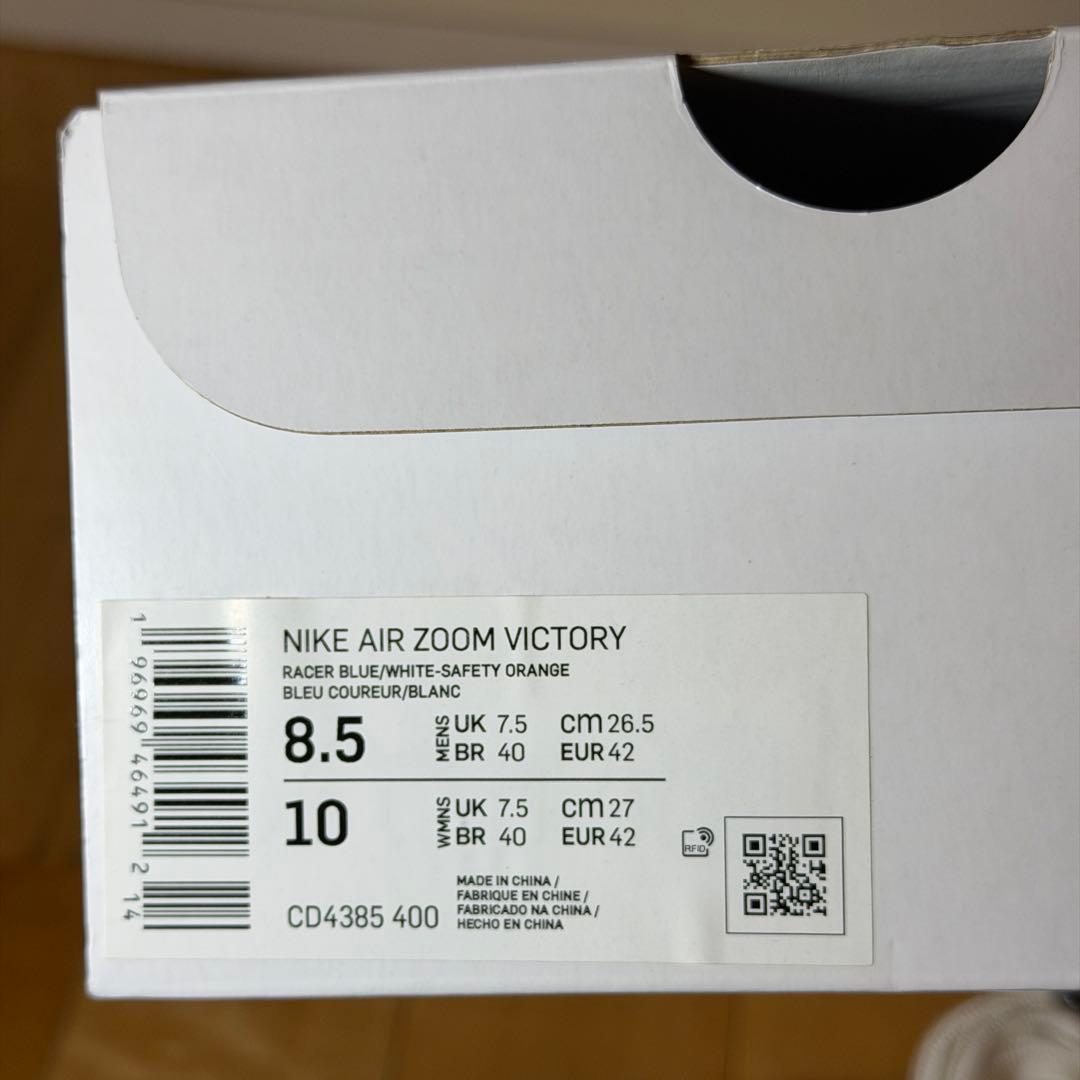 NIKE AIR ZOOM VICTORY
RACER BLUE/WHITE-SAFETY ORANGE
BLEU COUREUR/BLANC
8.5 MENS UK 7.5 cm 26.5
BR 40 EUR 42
10 WMNS UK 7.5 cm 27
BR 40 EUR 42
RFID
CD4385 400
MADE IN CHINA /
FABRIQUE EN CHINE /
FABRICADO NA CHINA /
HECHO EN CHINA
1 96969 46491 2 14